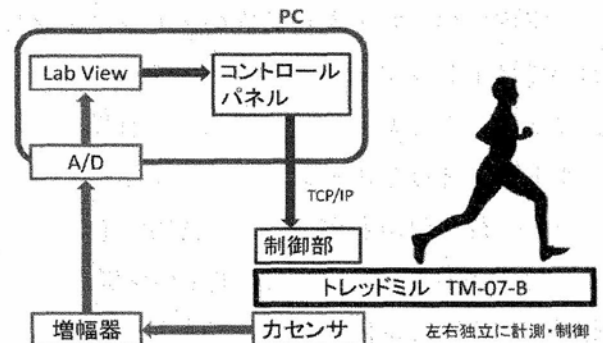 PC
Lab View
コントロール
パネル
A/D
TCP/IP
制御部
トレッドミル TM-07-B
増幅器
力センサ
左右独立に計測・制御